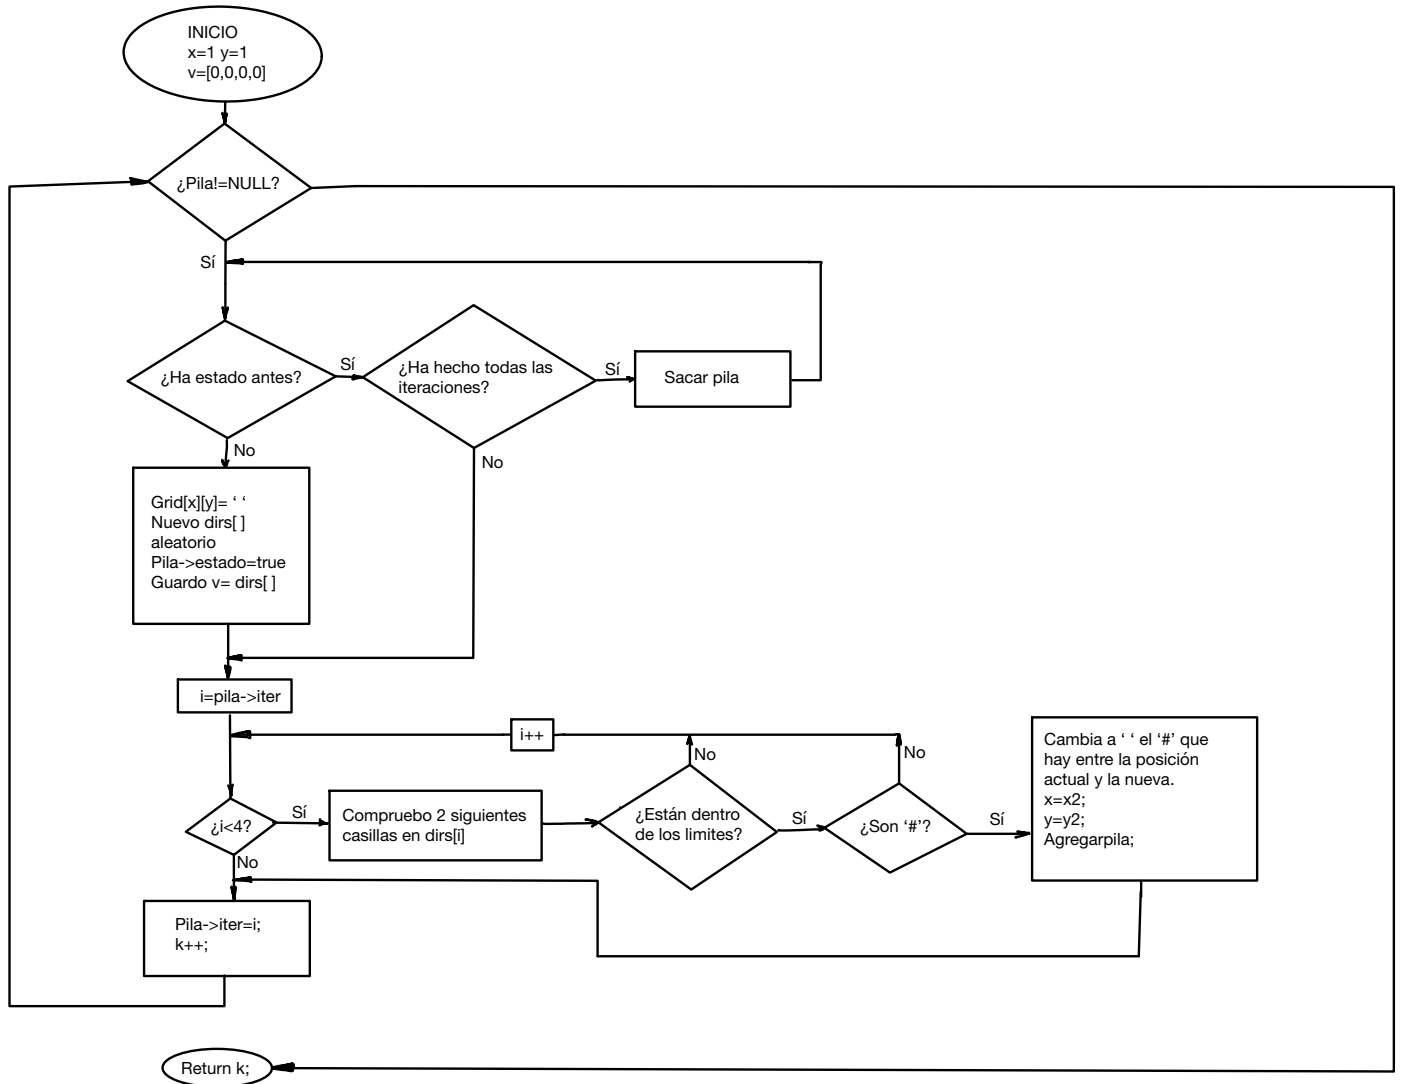 INICIO
x=1 y=1
v=[0,0,0,0]
¿Pila!=NULL?
Sí
¿Ha estado antes?
Sí
¿Ha hecho todas las
iteraciones?
Sí
Sacar pila
No
No
Grid[x][y]= ‘ ‘
Nuevo dirs[ ]
aleatorio
Pila->estado=true
Guardo v= dirs[ ]
i=pila->iter
i++
No
No
Cambia a ‘ ‘ el ‘#’ que
hay entre la posición
actual y la nueva.
x=x2;
y=y2;
Agregarpila;
¿i<4?
Sí
Compruebo 2 siguientes
casillas en dirs[i]
¿Están dentro
de los limites?
Sí
¿Son ‘#’?
Sí
No
Pila->iter=i;
k++;
Return k;